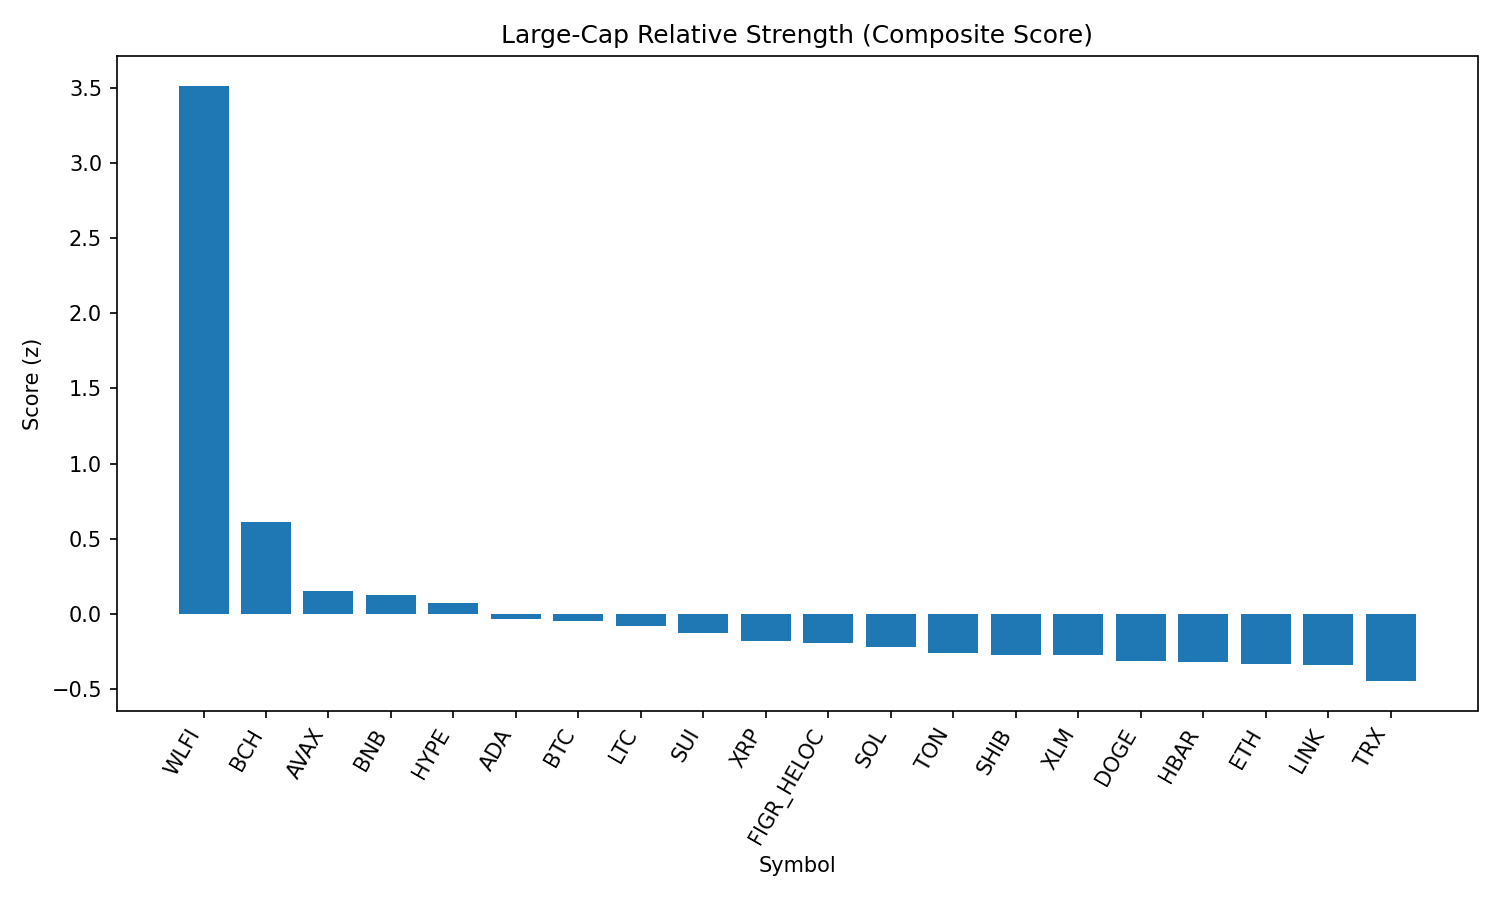 Large-Cap Relative Strength (Composite Score)
Score (z)
3.5
3.0
2.5
2.0
1.5
1.0
0.5
0.0
−0.5
WLFI
BCH
AVAX
BNB
HYPE
ADA
BTC
LTC
SUI
XRP
FIGR_HELOC
SOL
TON
SHIB
XLM
DOGE
HBAR
ETH
LINK
TRX
Symbol